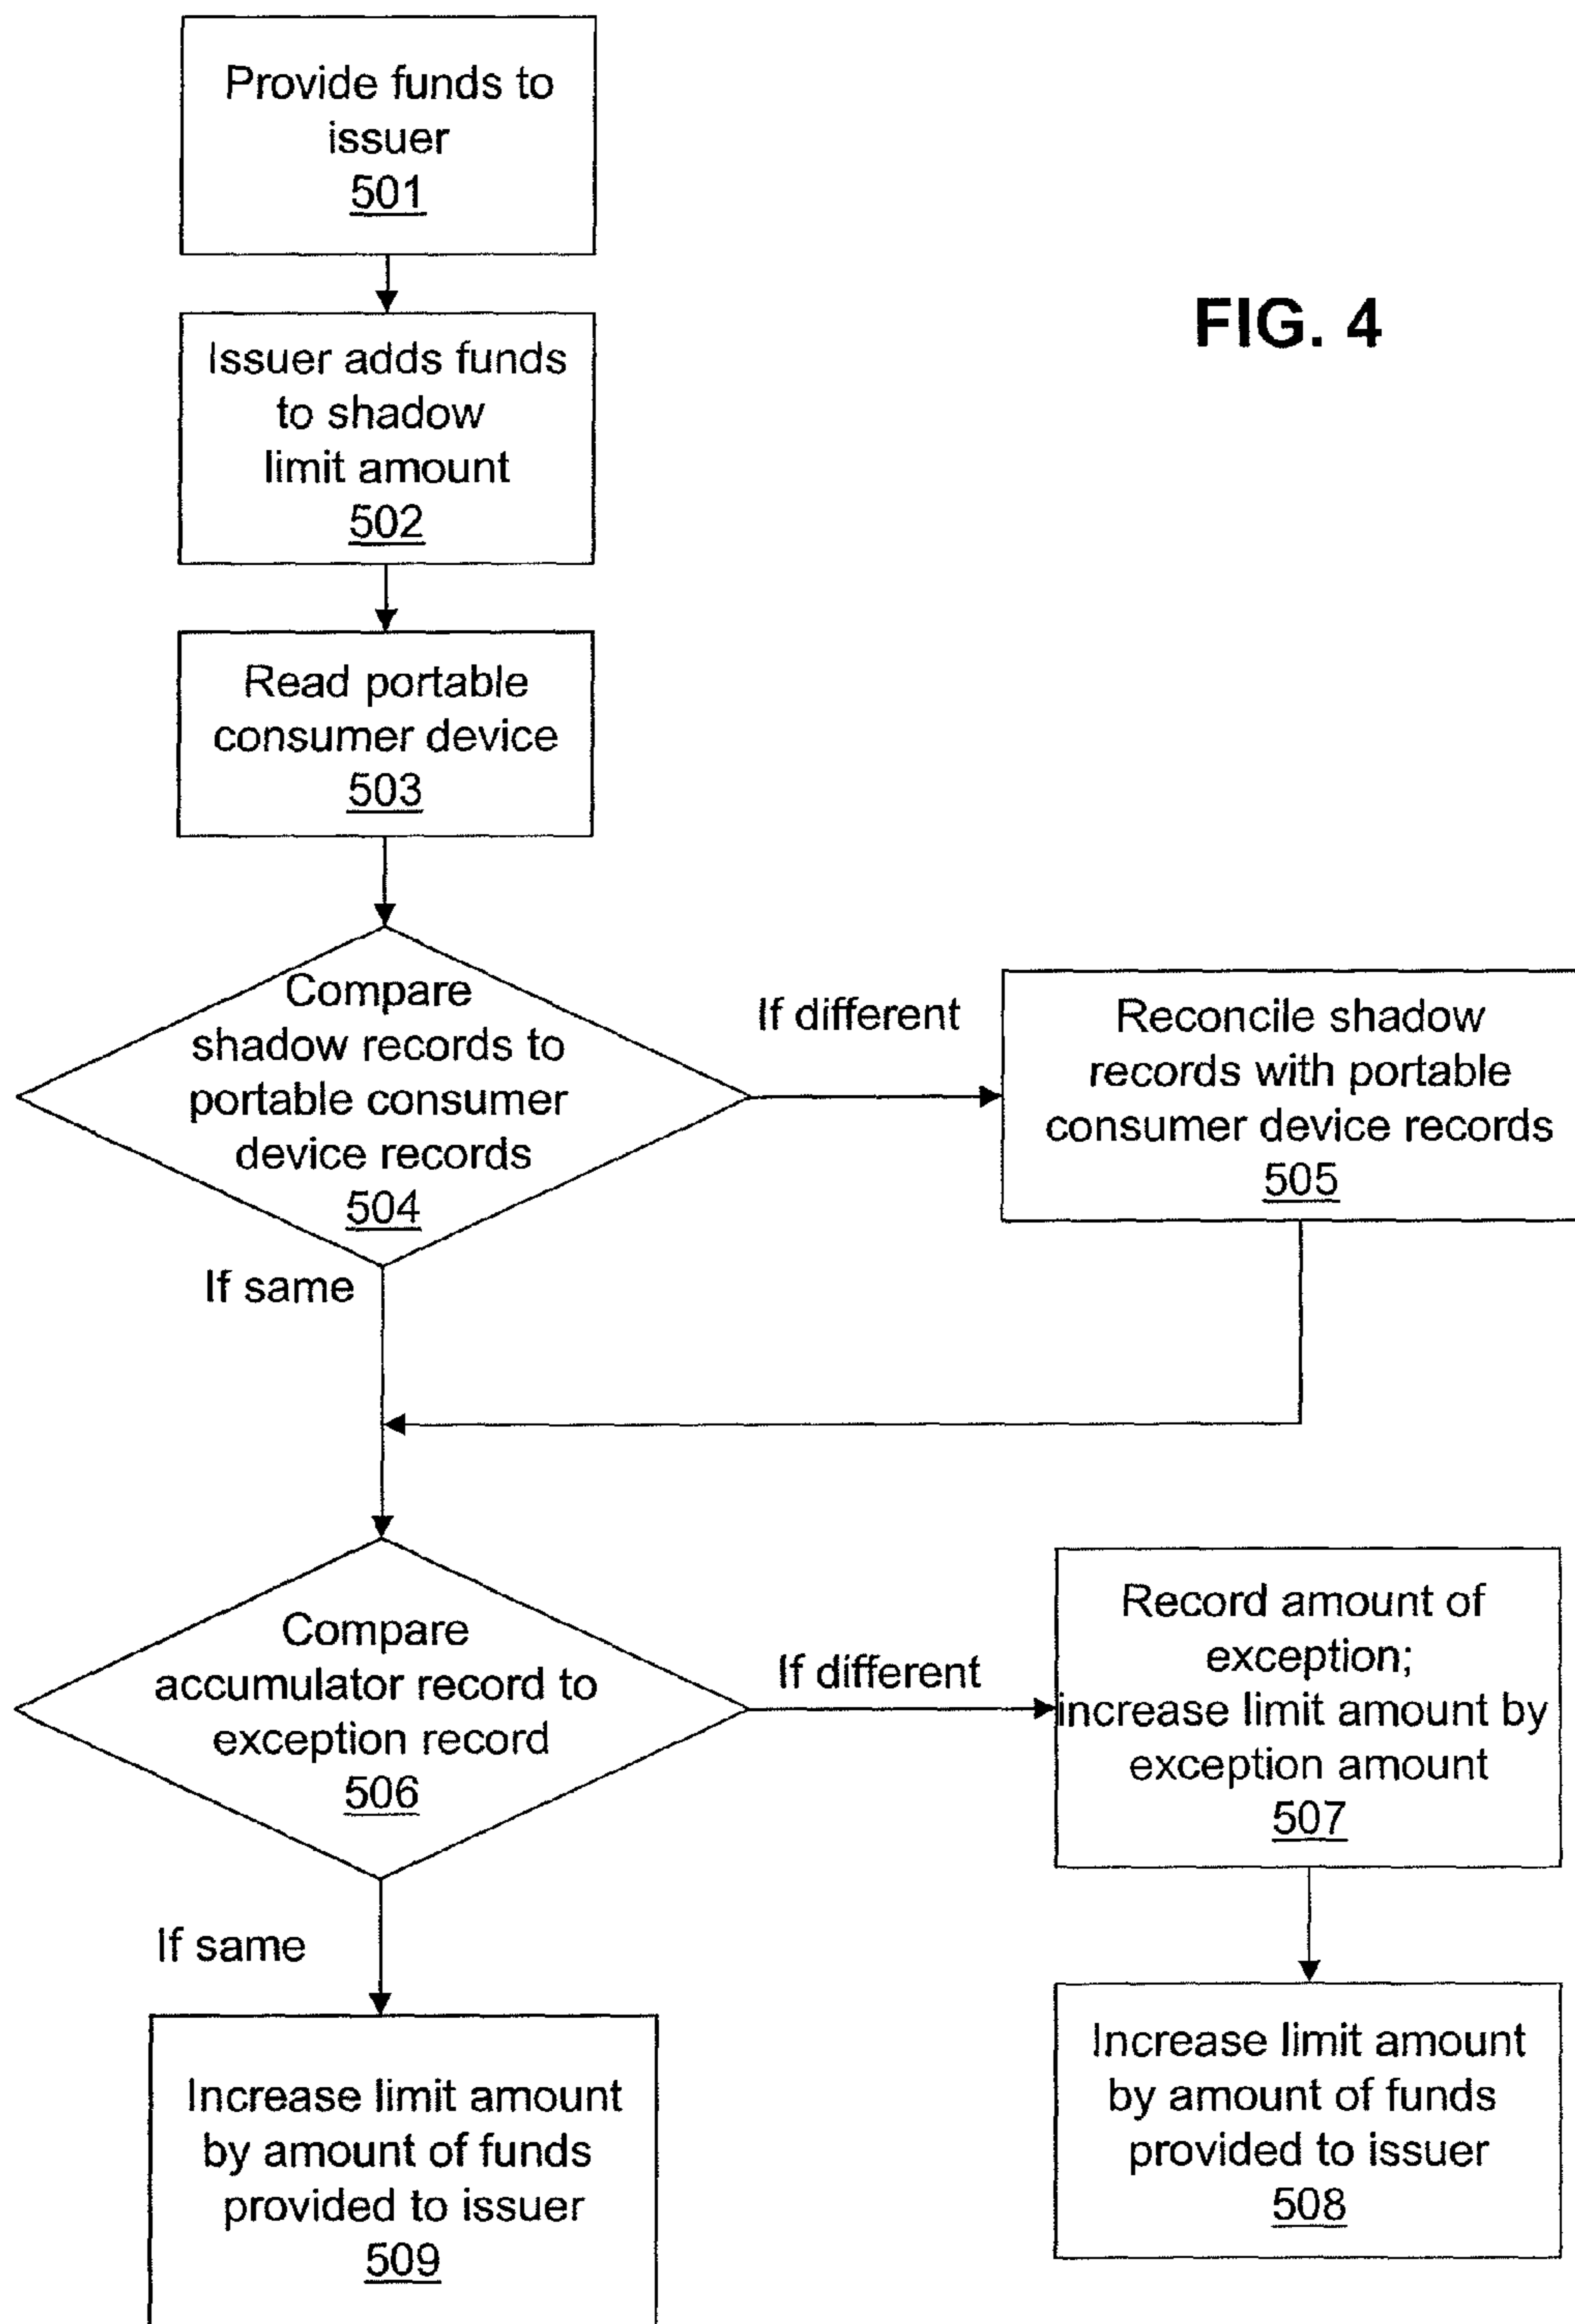 Provide funds to
issuer
501
FIG. 4
Issuer adds funds
to shadow
limit amount
502
Read portable
consumer device
503
Compare
shadow records to
portable consumer
device records
504
If different
Reconcile shadow
records with portable
consumer device records
505
If same
Compare
accumulator record to
exception record
506
If different
Record amount of
exception;
increase limit amount by
exception amount
507
If same
Increase limit amount
by amount of funds
provided to issuer
508
Increase limit amount
by amount of funds
provided to issuer
509